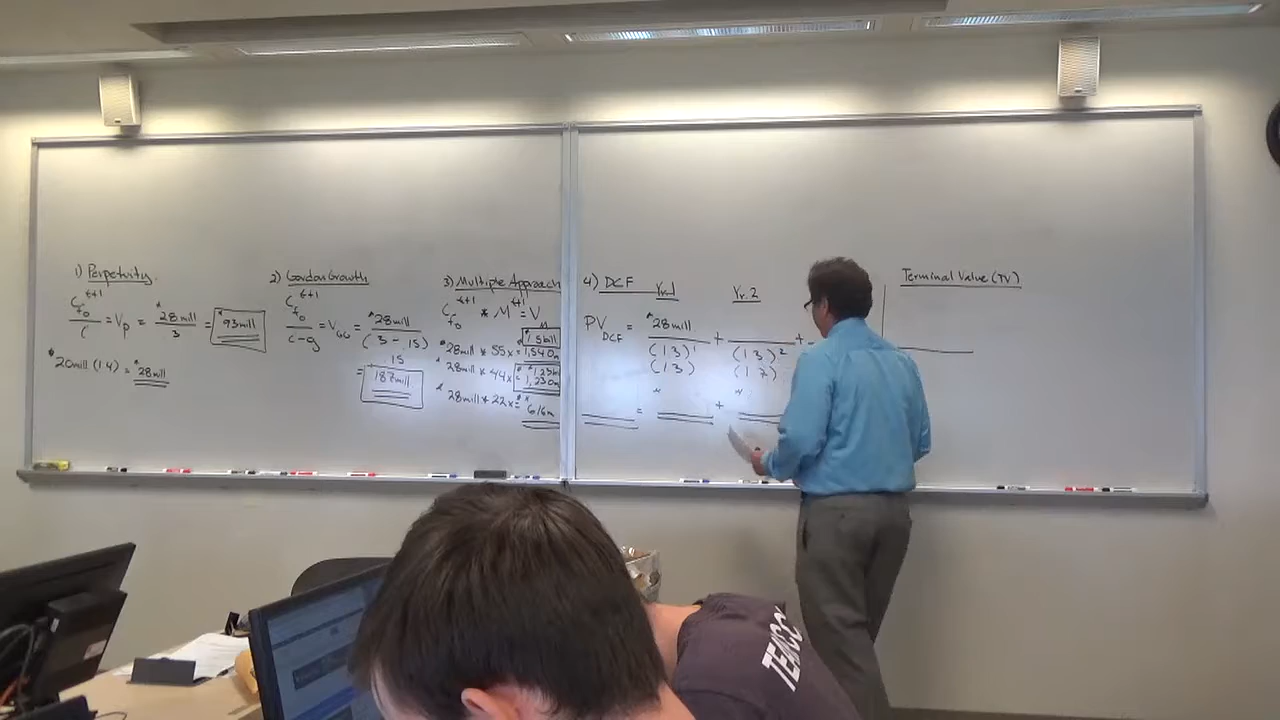 1) Perpetuity
Cf0 t+1 / r = Vp = $28mill / .3 = $93mill
$20mill (1.4) = $28mill
2) Gordon Growth
Cf0 t+1 / r-g = VGG = $28mill / (.3 - .15)
.15
= 187mill
3) Multiple Approach
Cf0 t+1 * M t+1 = V
$28mill * 55x = 1,540m
$28mill * 44x = 1,230m
$28mill * 22x = $616m
4) DCF
Yr.1
Yr.2
PV DCF = $28mill / (1.3)¹ + / (1.3)² +
(1.3)
(1.7)
= +
Terminal Value (TV)